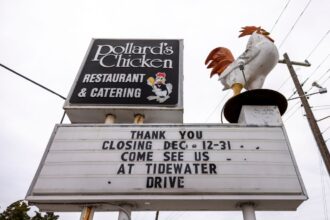 Pollard's
Chicken
RESTAURANT
& CATERING
THANK YOU
CLOSING DEC. 12-31
COME SEE US
AT TIDEWATER
DRIVE